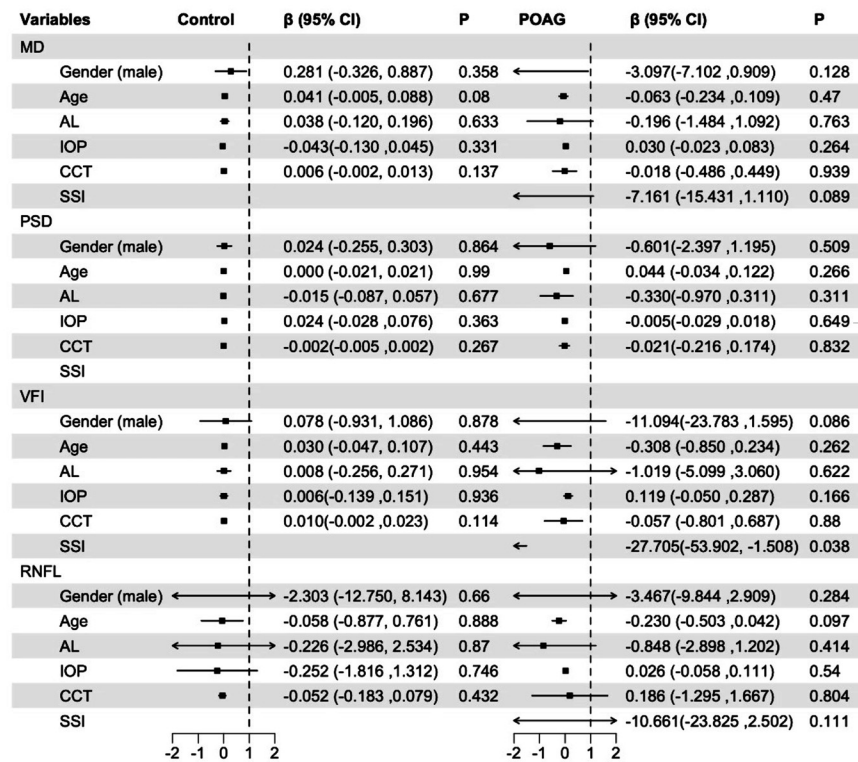 Variables Control β (95% CI) P POAG β (95% CI) P
MD
Gender (male) 0.281 (-0.326, 0.887) 0.358 -3.097(-7.102 ,0.909) 0.128
Age 0.041 (-0.005, 0.088) 0.08 -0.063 (-0.234 ,0.109) 0.47
AL 0.038 (-0.120, 0.196) 0.633 -0.196 (-1.484 ,1.092) 0.763
IOP -0.043(-0.130, 0.045) 0.331 0.030 (-0.023 ,0.083) 0.264
CCT 0.006 (-0.002, 0.013) 0.137 -0.018 (-0.486 ,0.449) 0.939
SSI -7.161 (-15.431 ,1.110) 0.089
PSD
Gender (male) 0.024 (-0.255, 0.303) 0.864 -0.601(-2.397 ,1.195) 0.509
Age 0.000 (-0.021, 0.021) 0.99 0.044 (-0.034 ,0.122) 0.266
AL -0.015 (-0.087, 0.057) 0.677 -0.330(-0.970 ,0.311) 0.311
IOP 0.024 (-0.028, 0.076) 0.363 -0.005(-0.029 ,0.018) 0.649
CCT -0.002(-0.005, 0.002) 0.267 -0.021(-0.216 ,0.174) 0.832
SSI
VFI
Gender (male) 0.078 (-0.931, 1.086) 0.878 -11.094(-23.783 ,1.595) 0.086
Age 0.030 (-0.047, 0.107) 0.443 -0.308 (-0.850 ,0.234) 0.262
AL 0.008 (-0.256, 0.271) 0.954 -1.019 (-5.099 ,3.060) 0.622
IOP 0.006(-0.139, 0.151) 0.936 0.119 (-0.050 ,0.287) 0.166
CCT 0.010(-0.002, 0.023) 0.114 -0.057 (-0.801 ,0.687) 0.88
SSI -27.705(-53.902, -1.508) 0.038
RNFL
Gender (male) -2.303 (-12.750, 8.143) 0.66 -3.467(-9.844 ,2.909) 0.284
Age -0.058 (-0.877, 0.761) 0.888 -0.230 (-0.503 ,0.042) 0.097
AL -0.226 (-2.986, 2.534) 0.87 -0.848 (-2.898 ,1.202) 0.414
IOP -0.252 (-1.816, 1.312) 0.746 0.026 (-0.058 ,0.111) 0.54
CCT -0.052 (-0.183 ,0.079) 0.432 0.186 (-1.295 ,1.667) 0.804
SSI -10.661(-23.825 ,2.502) 0.111
-2 -1 0 1 2 -2 -1 0 1 2